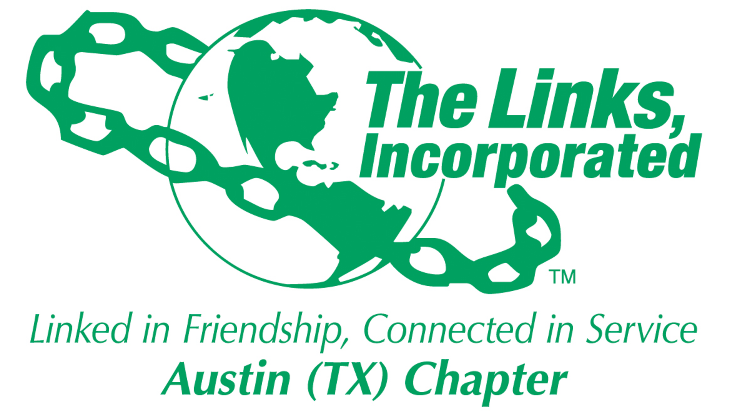 The Links,
Incorporated
TM
Linked in Friendship, Connected in Service
Austin (TX) Chapter